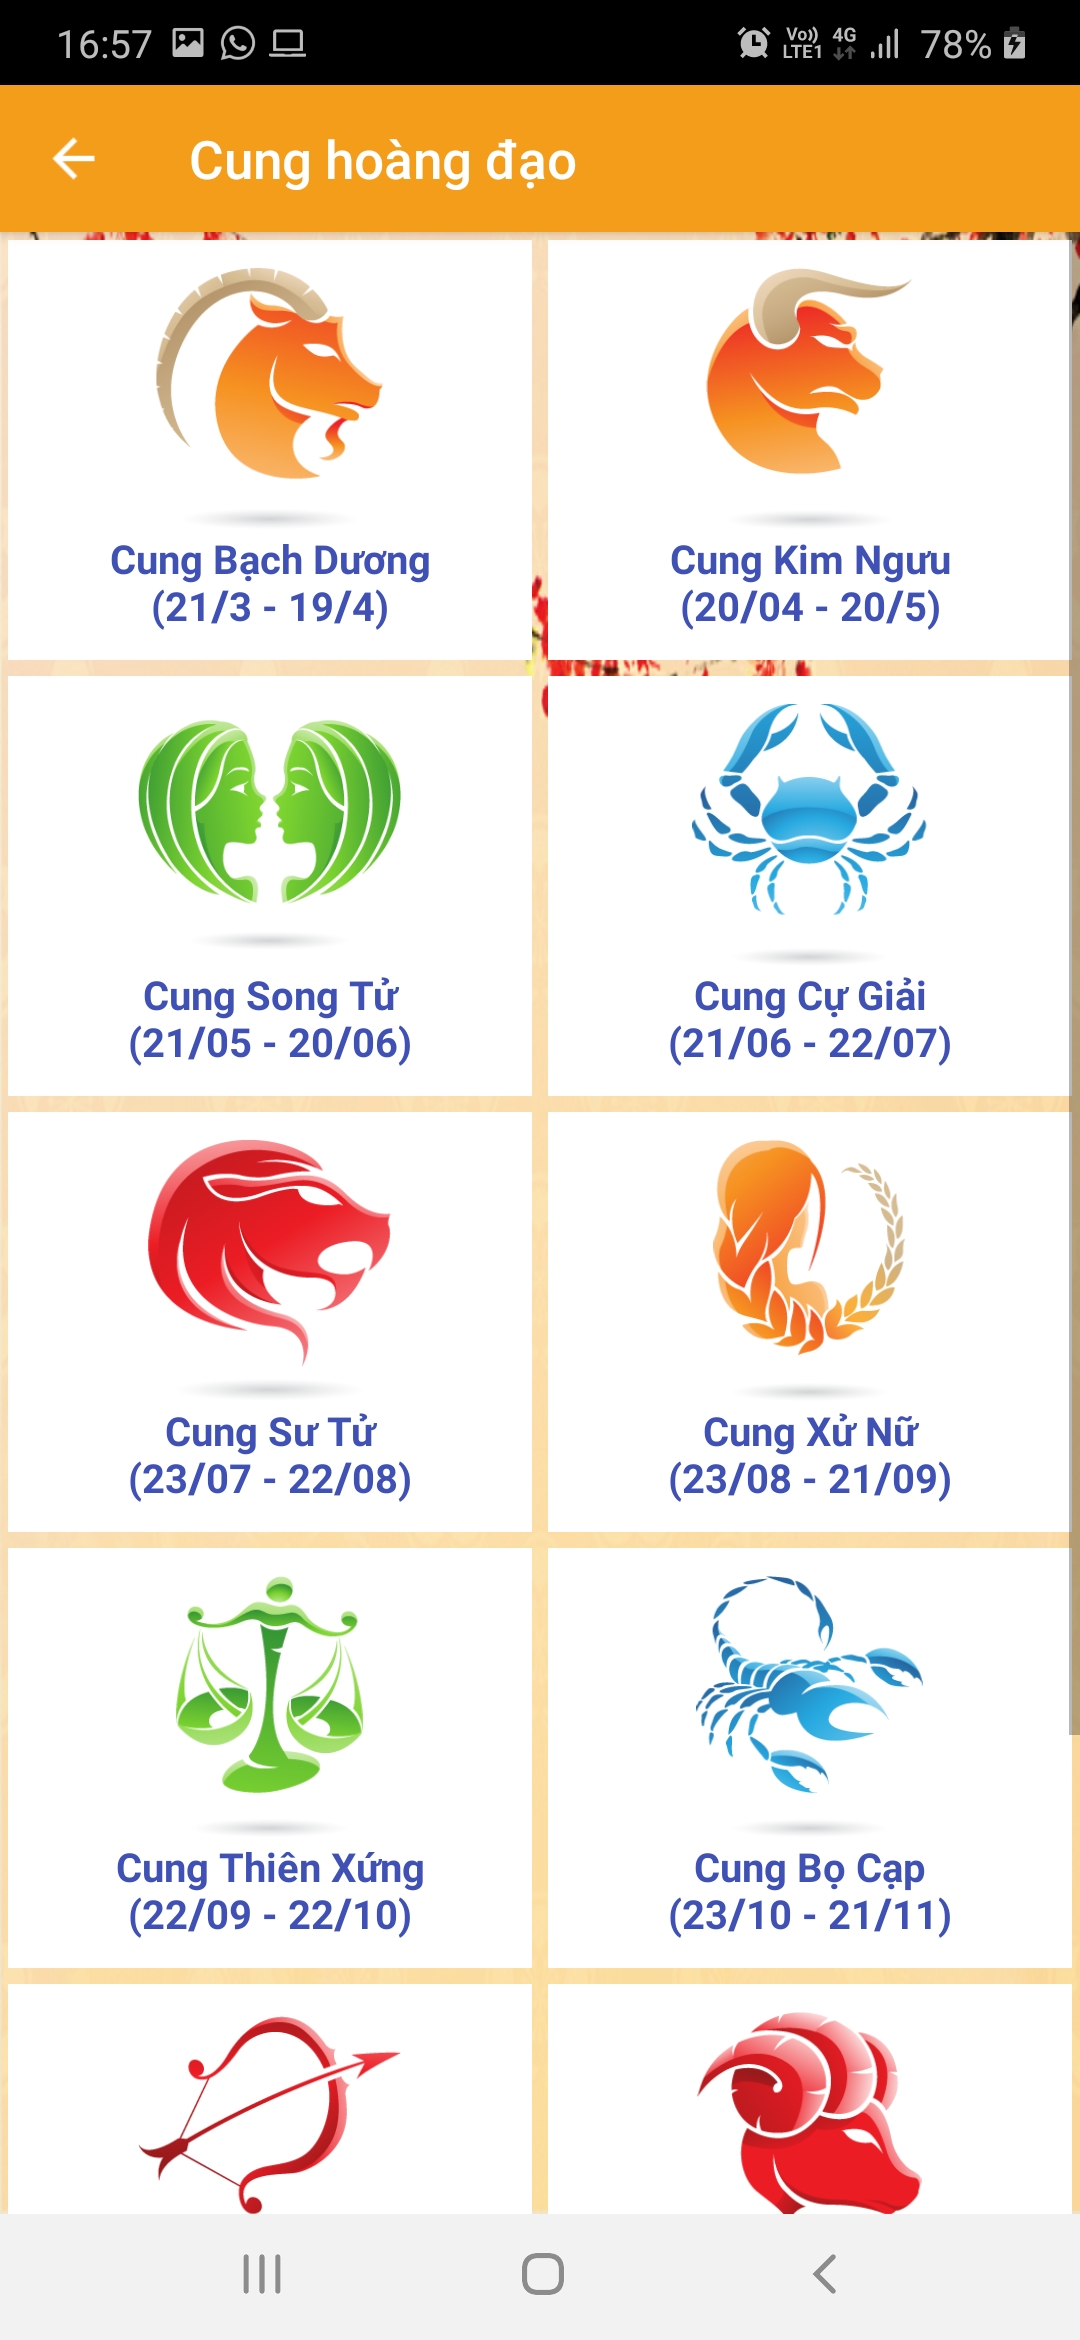 16:57
Vo)) 4G
LTE1
78%
Cung hoàng đạo
Cung Bạch Dương
(21/3 - 19/4)
Cung Kim Ngưu
(20/04 - 20/5)
Cung Song Tử
(21/05 - 20/06)
Cung Cự Giải
(21/06 - 22/07)
Cung Sư Tử
(23/07 - 22/08)
Cung Xử Nữ
(23/08 - 21/09)
Cung Thiên Xứng
(22/09 - 22/10)
Cung Bọ Cạp
(23/10 - 21/11)